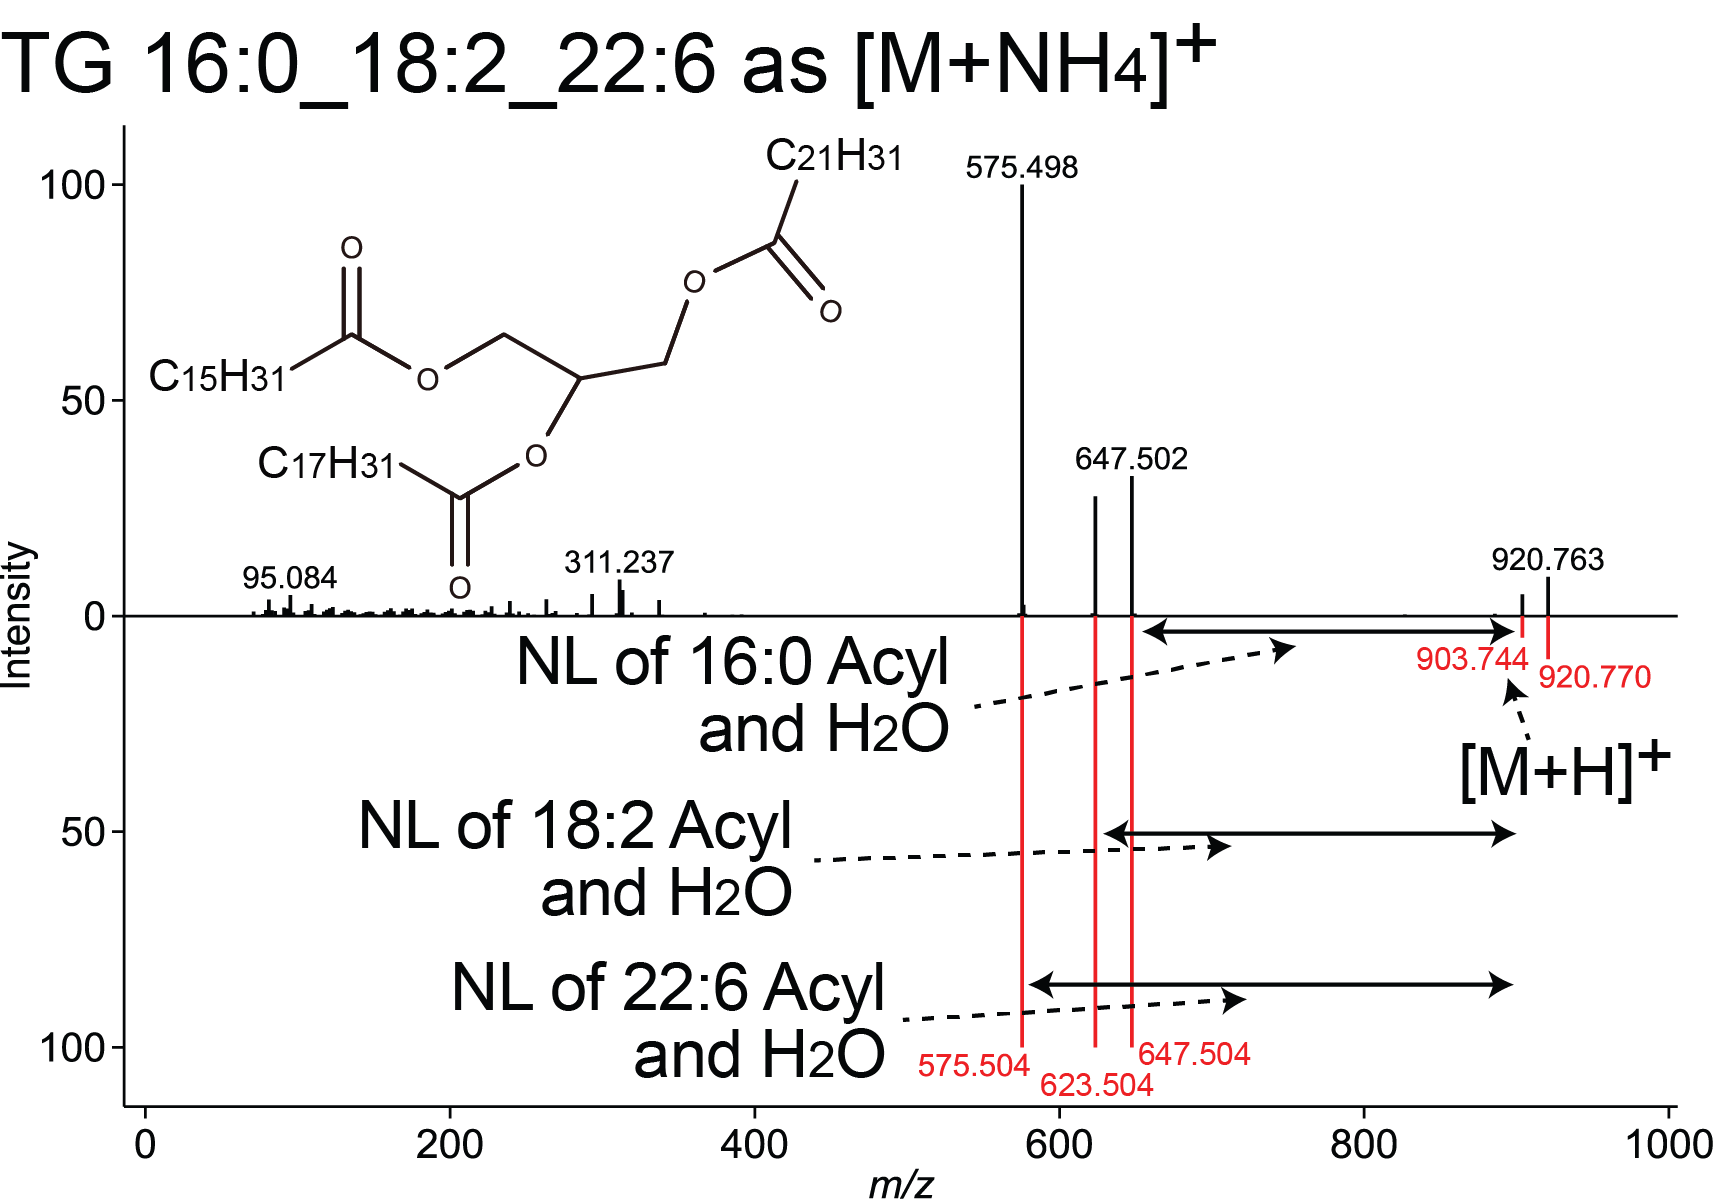 TG 16:0_18:2_22:6 as [M+NH4]+
C21H31
575.498
100
O
O
O
C15H31
O
50
C17H31
O
647.502
O
95.084
311.237
920.763
0
Intensity
NL of 16:0 Acyl
and H2O
903.744
920.770
[M+H]+
50
NL of 18:2 Acyl
and H2O
NL of 22:6 Acyl
and H2O
100
575.504
647.504
623.504
0 200 400 600 800 1000
m/z